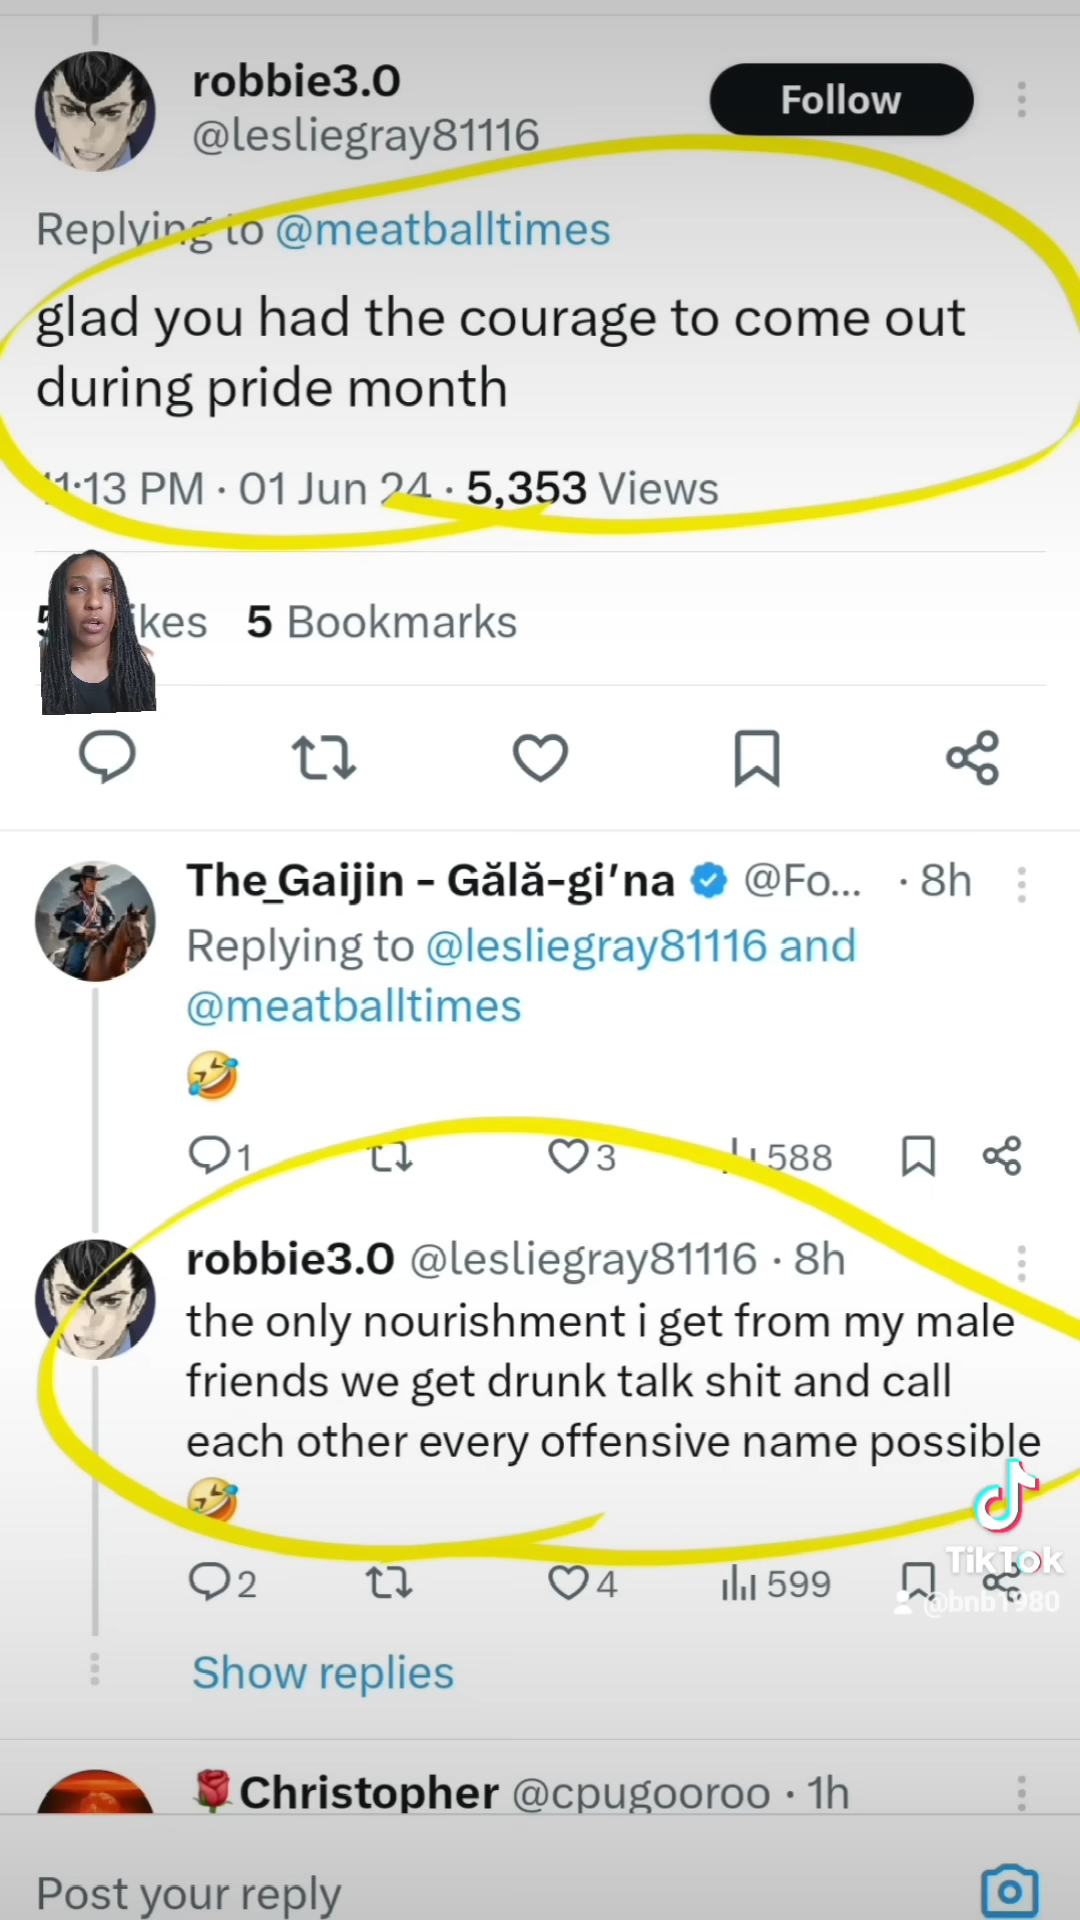 robbie3.0
@lesliegray81116
Follow
Replying to @meatballtimes
glad you had the courage to come out
during pride month
11:13 PM · 01 Jun 24 · 5,353 Views
5 Bookmarks
The_Gaijin - Gălă-gi′na @Fo... · 8h
Replying to @lesliegray81116 and
@meatballtimes
🤣
1 3 588
robbie3.0 @lesliegray81116 · 8h
the only nourishment i get from my male
friends we get drunk talk shit and call
each other every offensive name possible
🤣
TikTok
2 4 599
@bnb1980
Show replies
🌹Christopher @cpugooroo · 1h
Post your reply